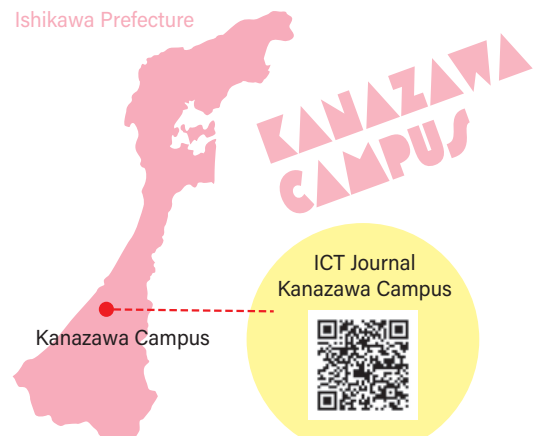 Ishikawa Prefecture
KANAZAWA
CAMPUS
ICT Journal
Kanazawa Campus
Kanazawa Campus